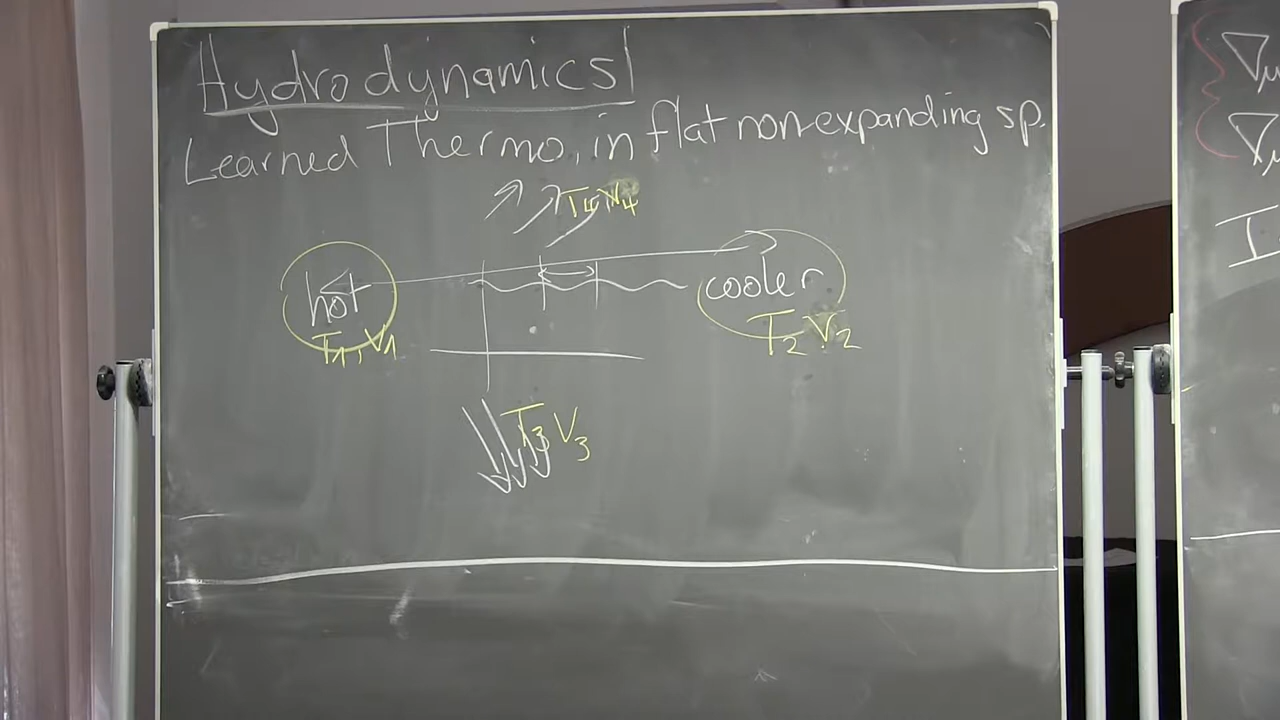 Hydrodynamics
Learned Thermo. in flat non-expanding sp.
T4 V4
hot
cooler
T1, V1
T2 V2
T3 V3
∇μ
∇μ
I